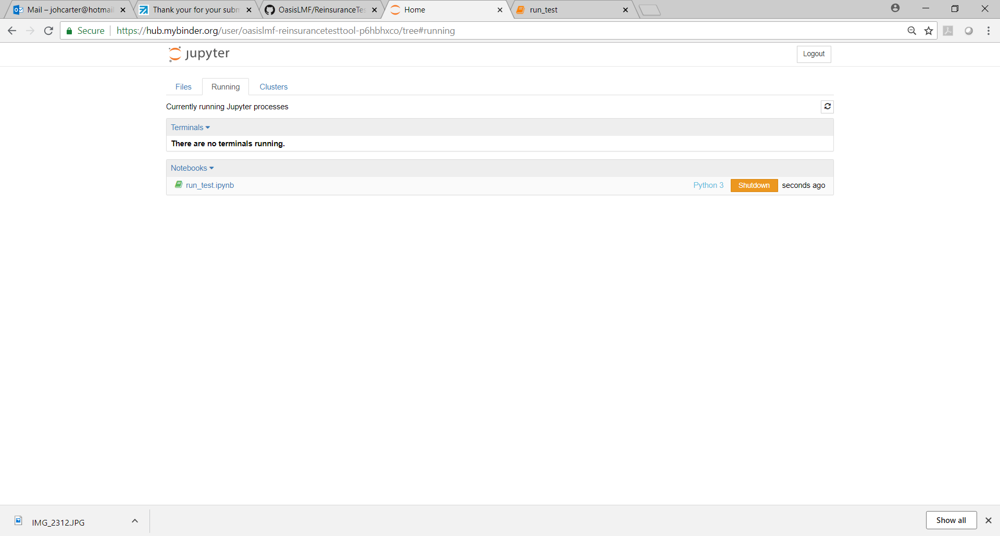 Mail – johcarter@hotmail
Thank your for your subm
OasisLMF/ReinsuranceTes
Home
run_test
Secure
https://hub.mybinder.org/user/oasislmf-reinsurancetesttool-p6hbhxco/tree#running
jupyter
Logout
Files
Running
Clusters
Currently running Jupyter processes
Terminals
There are no terminals running.
Notebooks
run_test.ipynb
Python 3
Shutdown
seconds ago
IMG_2312.JPG
Show all